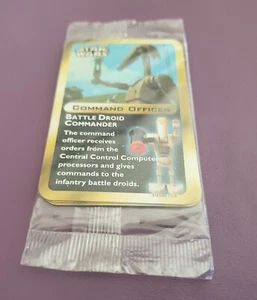 STAR
WARS
COMMAND OFFICER
BATTLE DROID
COMMANDER
The command
officer receives
orders from the
Central Control Computer
processors and gives
commands to the
infantry battle droids.